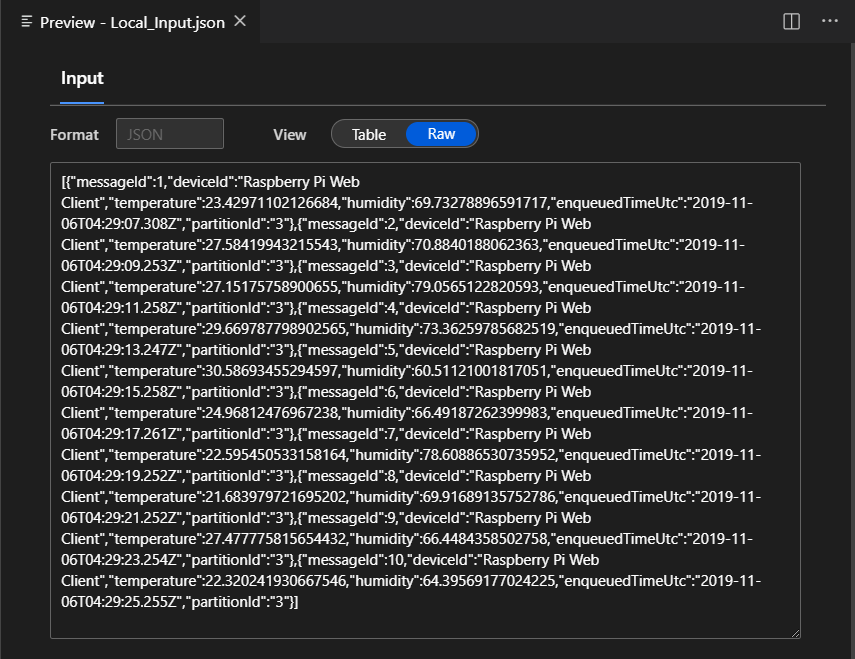 Preview - Local_Input.json
Input
Format JSON View Table Raw
[{"messageId":1,"deviceId":"Raspberry Pi Web
Client","temperature":23.42971102126684,"humidity":69.73278896591717,"enqueuedTimeUtc":"2019-11-
06T04:29:07.308Z","partitionId":"3"},{"messageId":2,"deviceId":"Raspberry Pi Web
Client","temperature":27.58419943215543,"humidity":70.8840188062363,"enqueuedTimeUtc":"2019-11-
06T04:29:09.253Z","partitionId":"3"},{"messageId":3,"deviceId":"Raspberry Pi Web
Client","temperature":27.15175758900655,"humidity":79.0565122820593,"enqueuedTimeUtc":"2019-11-
06T04:29:11.258Z","partitionId":"3"},{"messageId":4,"deviceId":"Raspberry Pi Web
Client","temperature":29.669787798902565,"humidity":73.36259785682519,"enqueuedTimeUtc":"2019-11-
06T04:29:13.247Z","partitionId":"3"},{"messageId":5,"deviceId":"Raspberry Pi Web
Client","temperature":30.58693455294597,"humidity":60.51121001817051,"enqueuedTimeUtc":"2019-11-
06T04:29:15.258Z","partitionId":"3"},{"messageId":6,"deviceId":"Raspberry Pi Web
Client","temperature":24.96812476967238,"humidity":66.49187262399983,"enqueuedTimeUtc":"2019-11-
06T04:29:17.261Z","partitionId":"3"},{"messageId":7,"deviceId":"Raspberry Pi Web
Client","temperature":22.595450533158164,"humidity":78.60886530735952,"enqueuedTimeUtc":"2019-11-
06T04:29:19.252Z","partitionId":"3"},{"messageId":8,"deviceId":"Raspberry Pi Web
Client","temperature":21.683979721695202,"humidity":69.91689135752786,"enqueuedTimeUtc":"2019-11-
06T04:29:21.252Z","partitionId":"3"},{"messageId":9,"deviceId":"Raspberry Pi Web
Client","temperature":27.477775815654432,"humidity":66.4484358502758,"enqueuedTimeUtc":"2019-11-
06T04:29:23.254Z","partitionId":"3"},{"messageId":10,"deviceId":"Raspberry Pi Web
Client","temperature":22.320241930667546,"humidity":64.39569177024225,"enqueuedTimeUtc":"2019-11-
06T04:29:25.255Z","partitionId":"3"}]